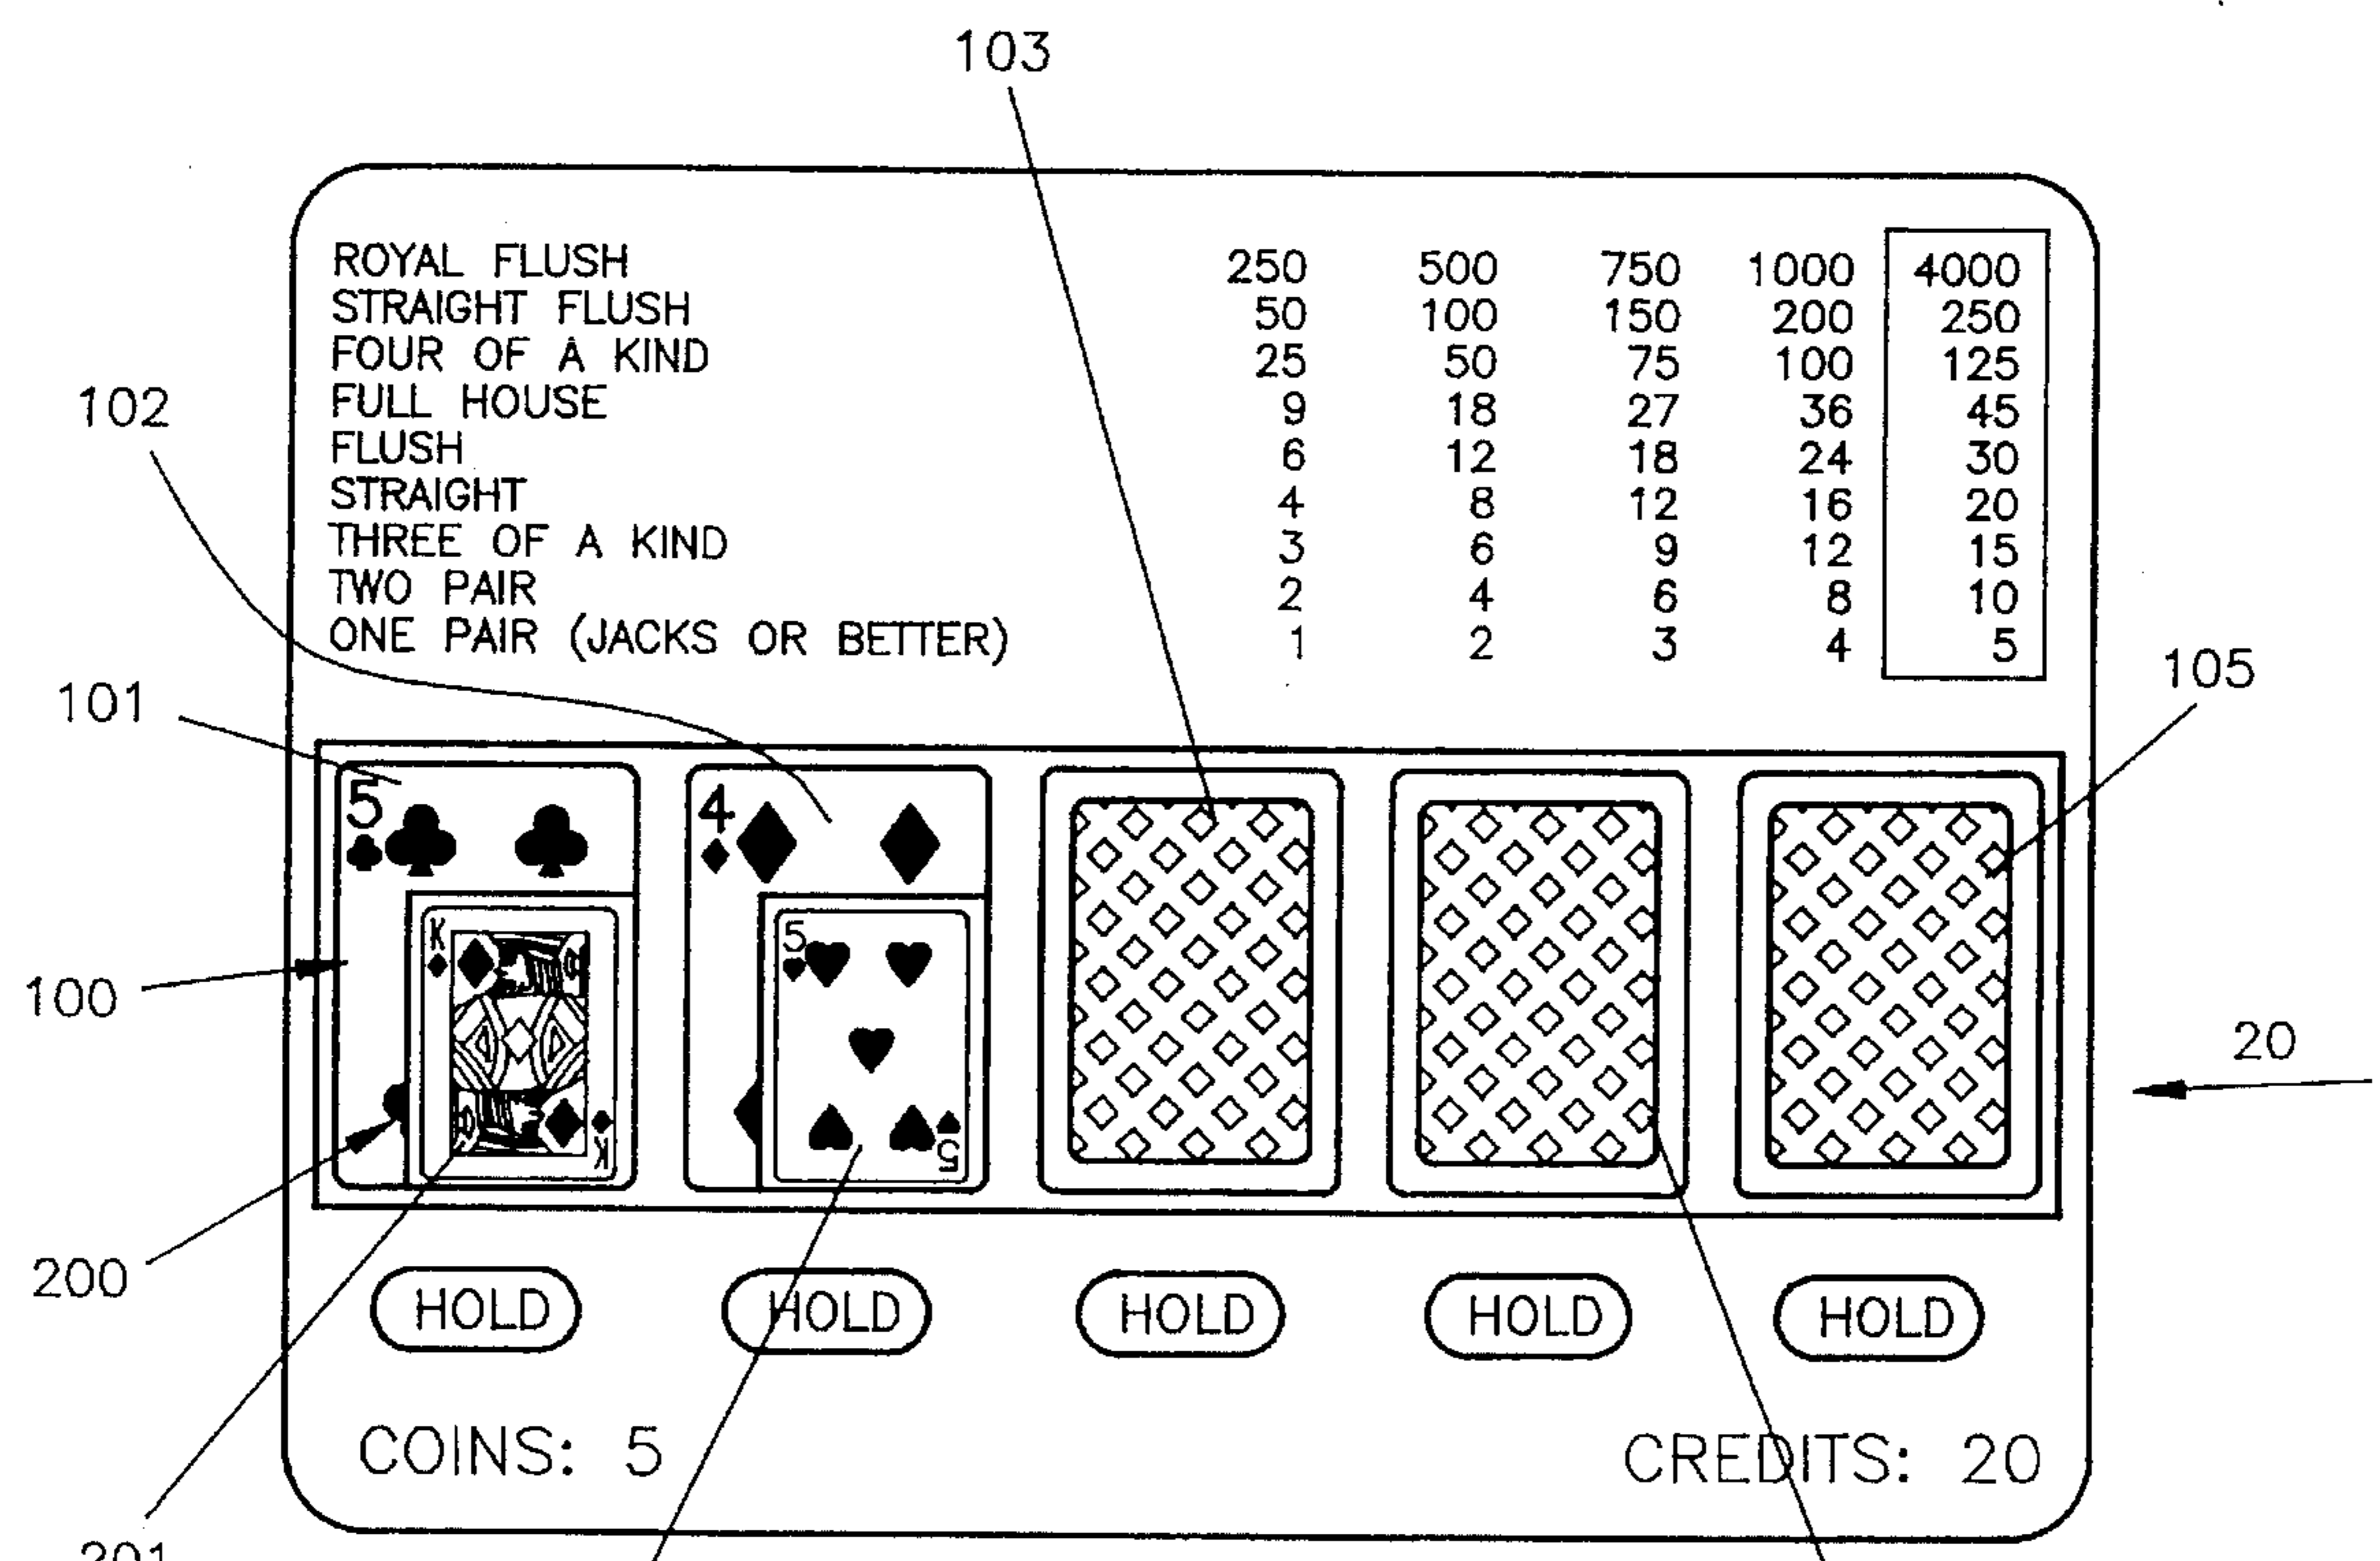 103
ROYAL FLUSH 250 500 750 1000 4000
STRAIGHT FLUSH 50 100 150 200 250
FOUR OF A KIND 25 50 75 100 125
102
FULL HOUSE 9 18 27 36 45
FLUSH 6 12 18 24 30
STRAIGHT 4 8 12 16 20
THREE OF A KIND 3 6 9 12 15
TWO PAIR 2 4 6 8 10
ONE PAIR (JACKS OR BETTER) 1 2 3 4 5
105
101
5 4
K 5
100
20
K 5
200
HOLD HOLD HOLD HOLD HOLD
COINS: 5 CREDITS: 20
201